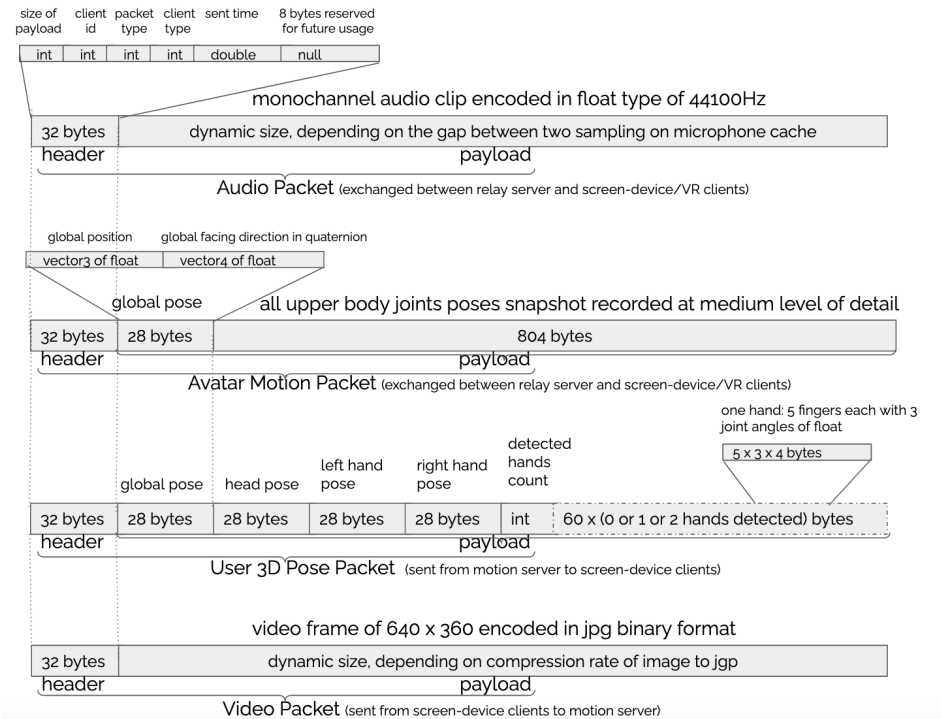 size of payload
client id
packet type
client type
sent time
8 bytes reserved for future usage
int int int int double null
monochannel audio clip encoded in float type of 44100Hz
32 bytes dynamic size, depending on the gap between two sampling on microphone cache
header payload
Audio Packet (exchanged between relay server and screen-device/VR clients)
global position global facing direction in quaternion
vector3 of float vector4 of float
global pose all upper body joints poses snapshot recorded at medium level of detail
32 bytes 28 bytes 804 bytes
header payload
Avatar Motion Packet (exchanged between relay server and screen-device/VR clients)
one hand: 5 fingers each with 3
joint angles of float
5 x 3 x 4 bytes
global pose
head pose
left hand pose
right hand pose
detected hands count
32 bytes 28 bytes 28 bytes 28 bytes 28 bytes int 60 x (0 or 1 or 2 hands detected) bytes
header payload
User 3D Pose Packet (sent from motion server to screen-device clients)
video frame of 640 x 360 encoded in jpg binary format
32 bytes dynamic size, depending on compression rate of image to jgp
header payload
Video Packet (sent from screen-device clients to motion server)